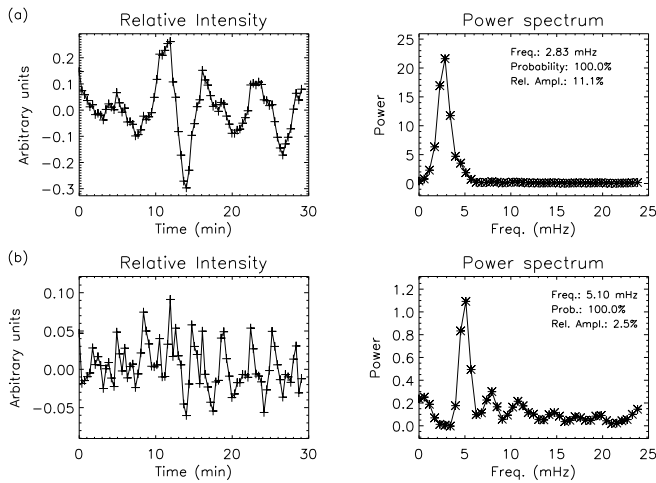 (a)
Relative Intensity
Arbitrary units
0.2
0.1
0.0
−0.1
−0.2
−0.3
0 10 20 30
Time (min)
Power spectrum
Power
25
20
15
10
5
0
Freq.: 2.83 mHz
Probability: 100.0%
Rel. Ampl.: 11.1%
0 5 10 15 20 25
Freq. (mHz)
(b)
Relative Intensity
Arbitrary units
0.10
0.05
0.00
−0.05
0 10 20 30
Time (min)
Power spectrum
Power
1.2
1.0
0.8
0.6
0.4
0.2
0.0
Freq.: 5.10 mHz
Prob.: 100.0%
Rel. Ampl.: 2.5%
0 5 10 15 20 25
Freq. (mHz)